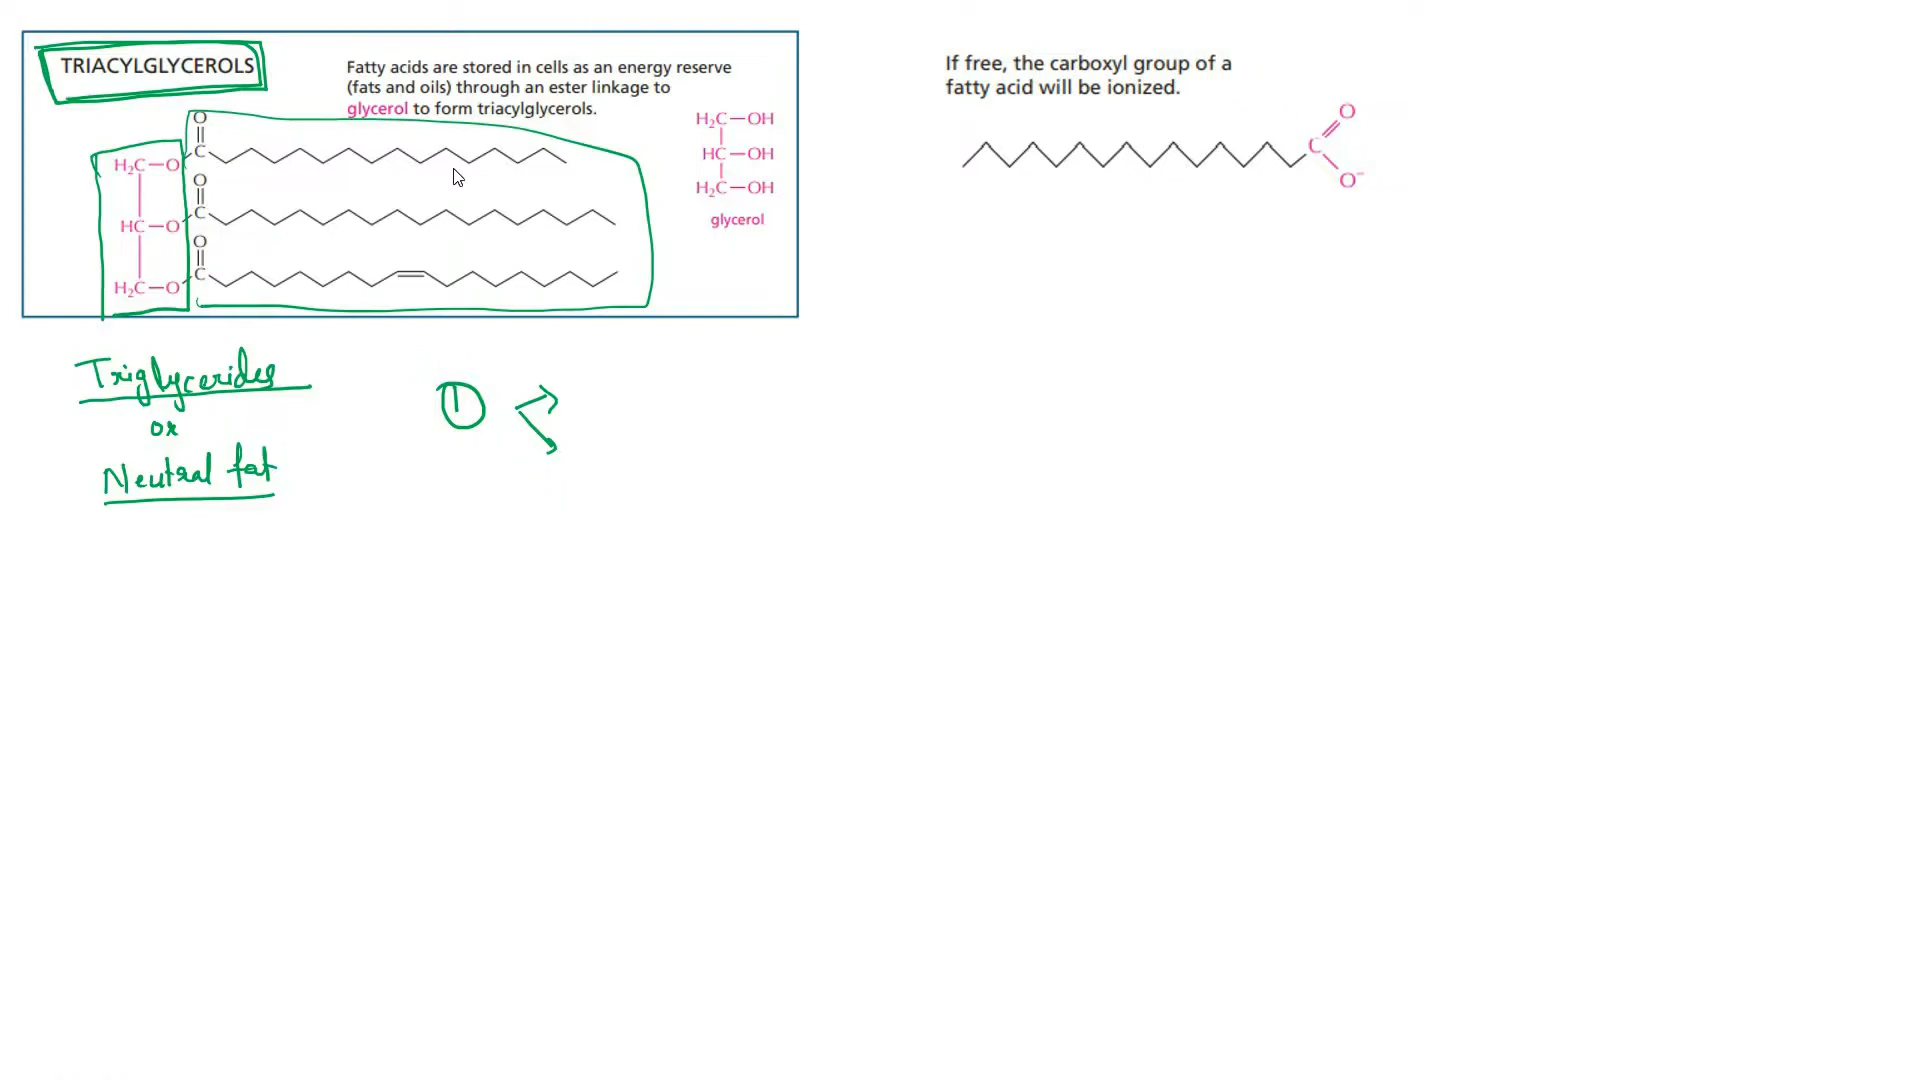 TRIACYLGLYCEROLS
Fatty acids are stored in cells as an energy reserve
(fats and oils) through an ester linkage to
glycerol to form triacylglycerols.
O
C
H₂C—O
O
C
HC—O
O
C
H₂C—O
H₂C—OH
HC—OH
H₂C—OH
glycerol
If free, the carboxyl group of a
fatty acid will be ionized.
O
C
O⁻
Triglycerides
or
Neutral fat
1